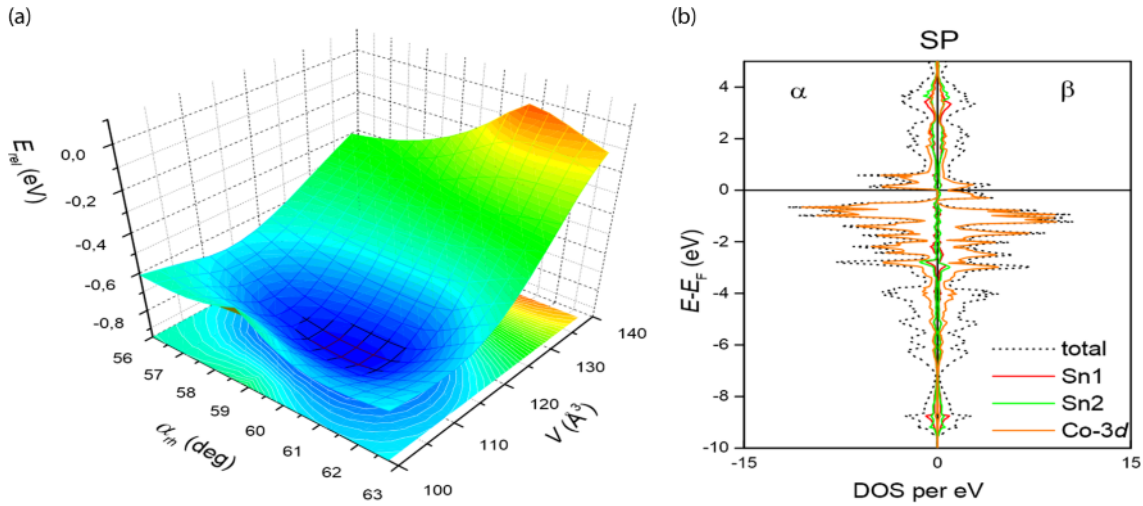 (a)
0,0
-0,2
-0,4
-0,6
-0,8
E_rel (eV)
56
57
58
59
60
61
62
63
α_rh (deg)
100
110
120
130
140
V (Å³)
(b)
SP
α
β
4
2
0
-2
-4
-6
-8
-10
E-E_F (eV)
total
Sn1
Sn2
Co-3d
-15
0
15
DOS per eV